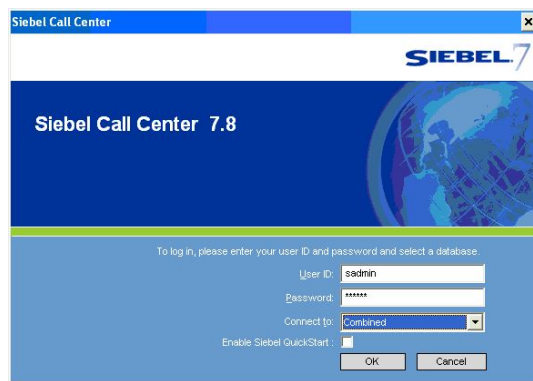 Siebel Call Center
SIEBEL.7
Siebel Call Center 7.8
To log in, please enter your user ID and password and select a database.
User ID: sadmin
Password: ******
Connect to: Combined
Enable Siebel QuickStart :
OK Cancel